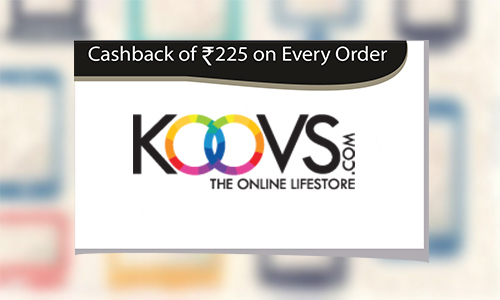 Cashback of ₹225 on Every Order
KOOVS.COM
THE ONLINE LIFESTORE.